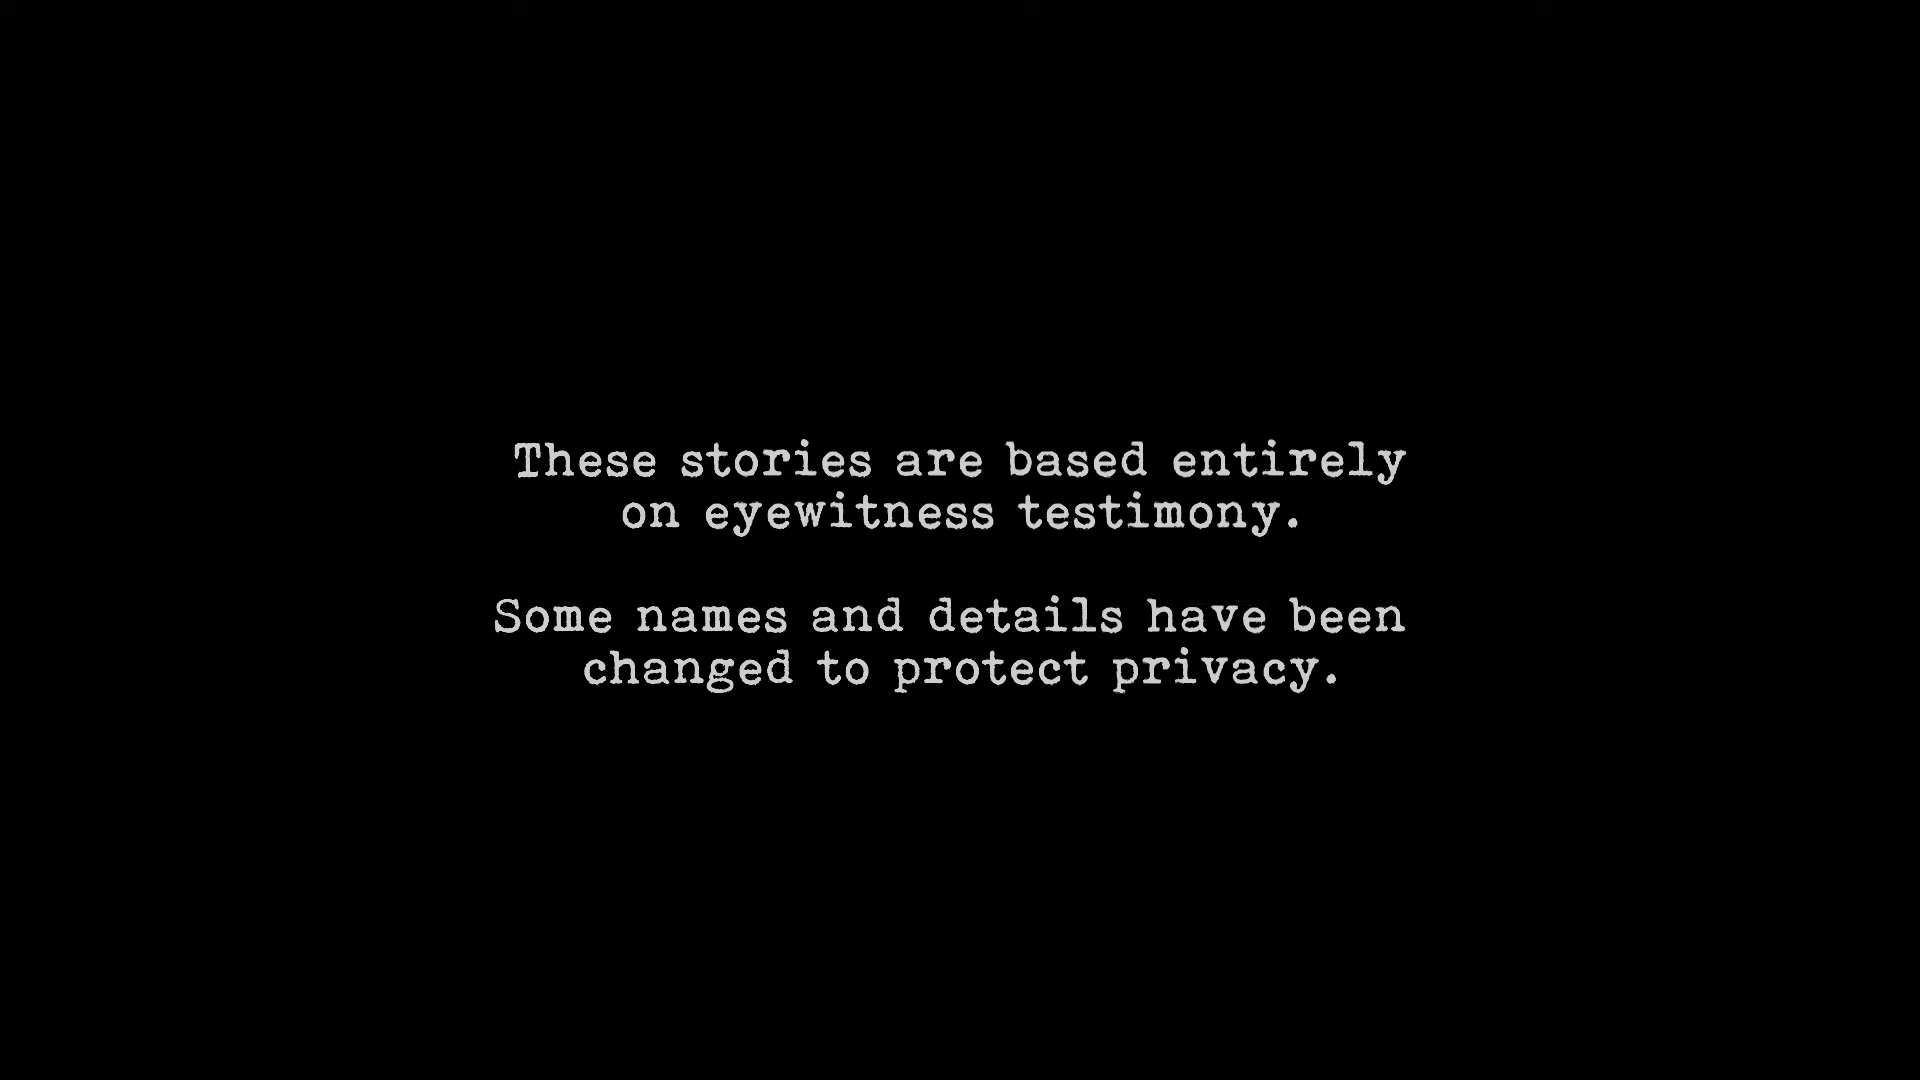 These stories are based entirely
on eyewitness testimony.
Some names and details have been
changed to protect privacy.